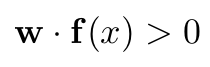 𝐰 · 𝐟(x) > 0